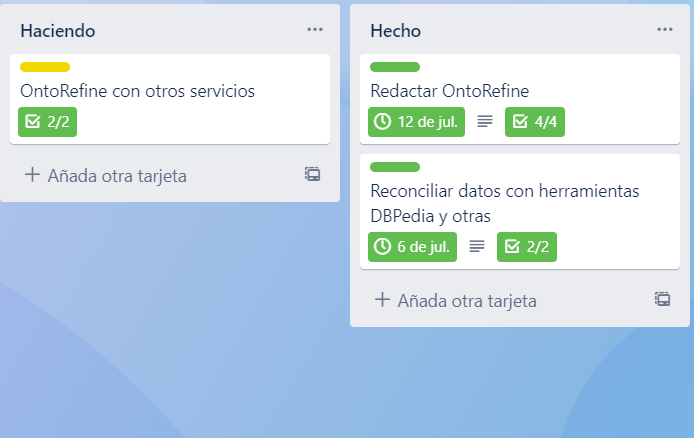 Haciendo
OntoRefine con otros servicios
2/2
Añada otra tarjeta
Hecho
Redactar OntoRefine
12 de jul. 4/4
Reconciliar datos con herramientas
DBPedia y otras
6 de jul. 2/2
Añada otra tarjeta